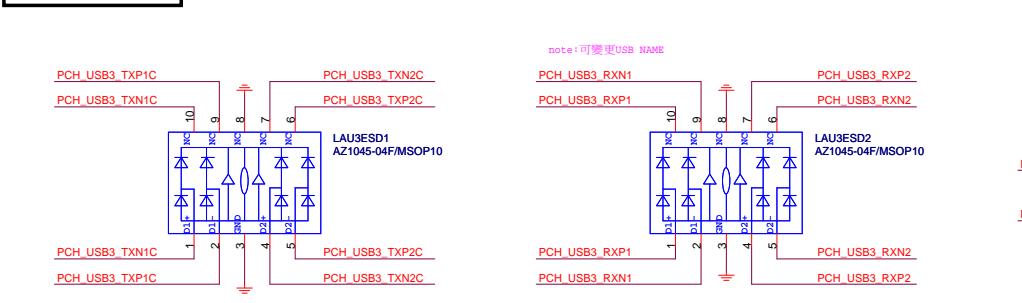 note:可變更USB NAME
PCH_USB3_TXP1C
PCH_USB3_TXN2C
PCH_USB3_TXN1C
PCH_USB3_TXP2C
10
9
8
7
6
NC
NC
NC
NC
LAU3ESD1
AZ1045-04F/MSOP10
D1+
D1-
GND
D2+
D2-
1
2
3
4
5
PCH_USB3_TXN1C
PCH_USB3_TXP2C
PCH_USB3_TXP1C
PCH_USB3_TXN2C
PCH_USB3_RXN1
PCH_USB3_RXP2
PCH_USB3_RXP1
PCH_USB3_RXN2
10
9
8
7
6
NC
NC
NC
NC
LAU3ESD2
AZ1045-04F/MSOP10
D1+
D1-
GND
D2+
D2-
1
2
3
4
5
PCH_USB3_RXP1
PCH_USB3_RXN2
PCH_USB3_RXN1
PCH_USB3_RXP2